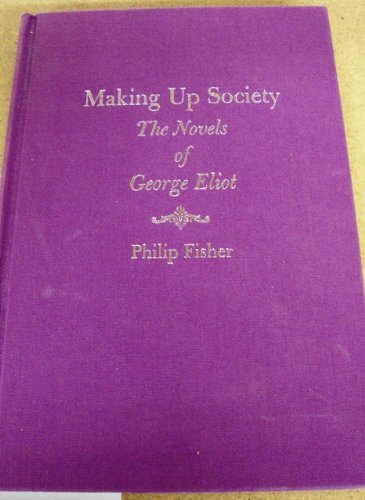 Making Up Society
The Novels
of
George Eliot
Philip Fisher